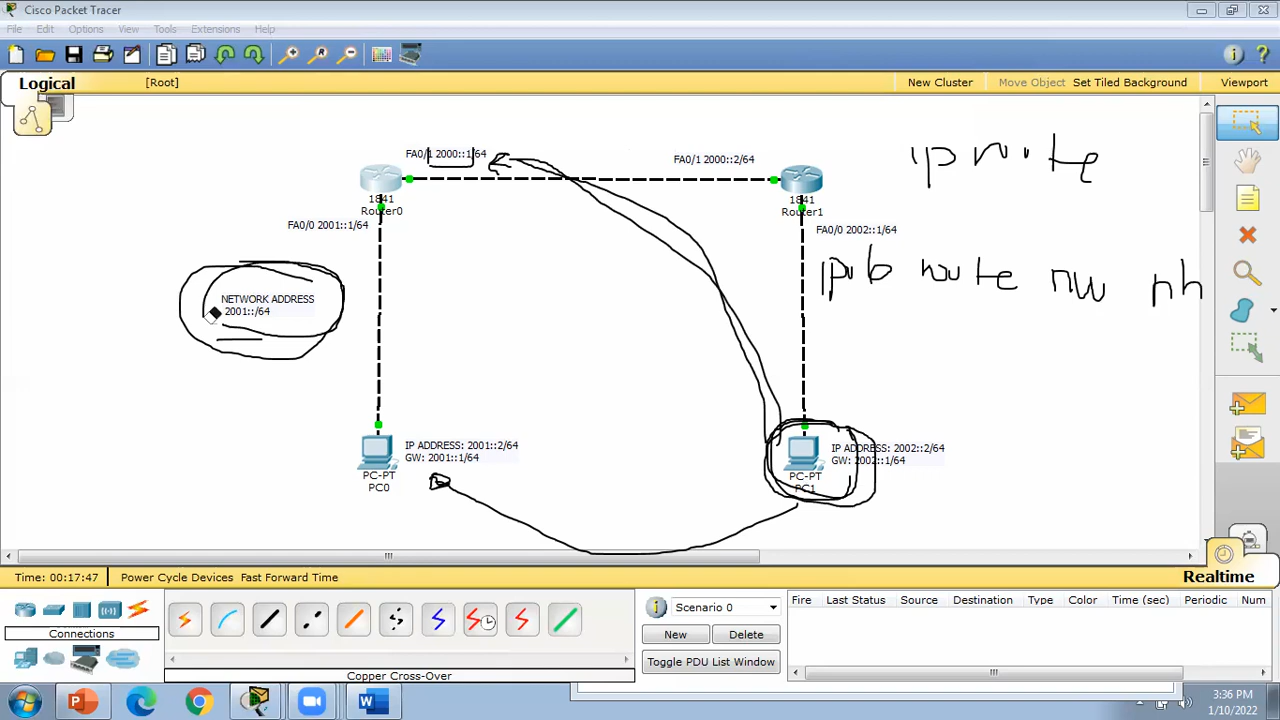 Cisco Packet Tracer
File Edit Options View Tools Extensions Help
Logical
[Root]
New Cluster
Move Object
Set Tiled Background
Viewport
FA0/1 2000::1/64
FA0/1 2000::2/64
ip route
1841
Router0
1841
Router1
FA0/0 2001::1/64
FA0/0 2002::1/64
ipv6 route nw nh
NETWORK ADDRESS
2001::/64
IP ADDRESS: 2001::2/64
GW: 2001::1/64
PC-PT
PC0
IP ADDRESS: 2002::2/64
GW: 2002::1/64
PC-PT
PC1
Time: 00:17:47
Power Cycle Devices Fast Forward Time
Realtime
Connections
Copper Cross-Over
Scenario 0
New
Delete
Toggle PDU List Window
Fire Last Status Source Destination Type Color Time (sec) Periodic Num
3:36 PM
1/10/2022